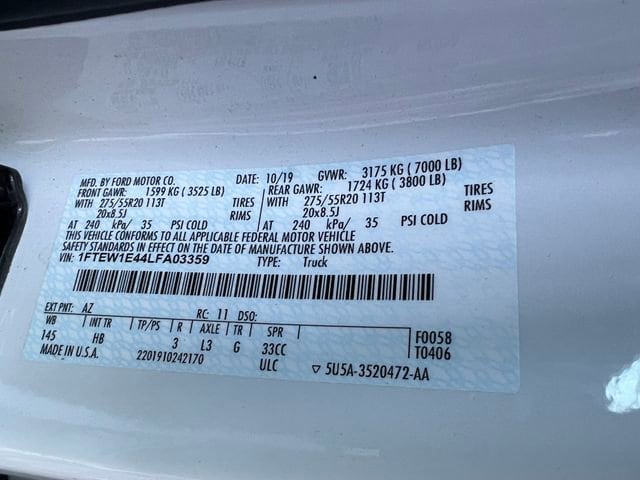 MFD. BY FORD MOTOR CO. DATE: 10/19 GVWR: 3175 KG ( 7000 LB)
FRONT GAWR: 1599 KG ( 3525 LB) REAR GAWR: 1724 KG ( 3800 LB)
WITH 275/55R20 113T TIRES WITH 275/55R20 113T TIRES
20x8.5J RIMS 20x8.5J RIMS
AT 240 kPa/ 35 PSI COLD AT 240 kPa/ 35 PSI COLD
THIS VEHICLE CONFORMS TO ALL APPLICABLE FEDERAL MOTOR VEHICLE
SAFETY STANDARDS IN EFFECT ON THE DATE OF MANUFACTURE SHOWN ABOVE
VIN: 1FTEW1E44LFA03359 TYPE: Truck
EXT PNT: AZ RC: 11 DSO:
WB INT TR TP/PS R AXLE TR SPR F0058
145 HB 3 L3 G 33CC T0406
MADE IN U.S.A. 2201910242170 ULC ▽ 5U5A-3520472-AA